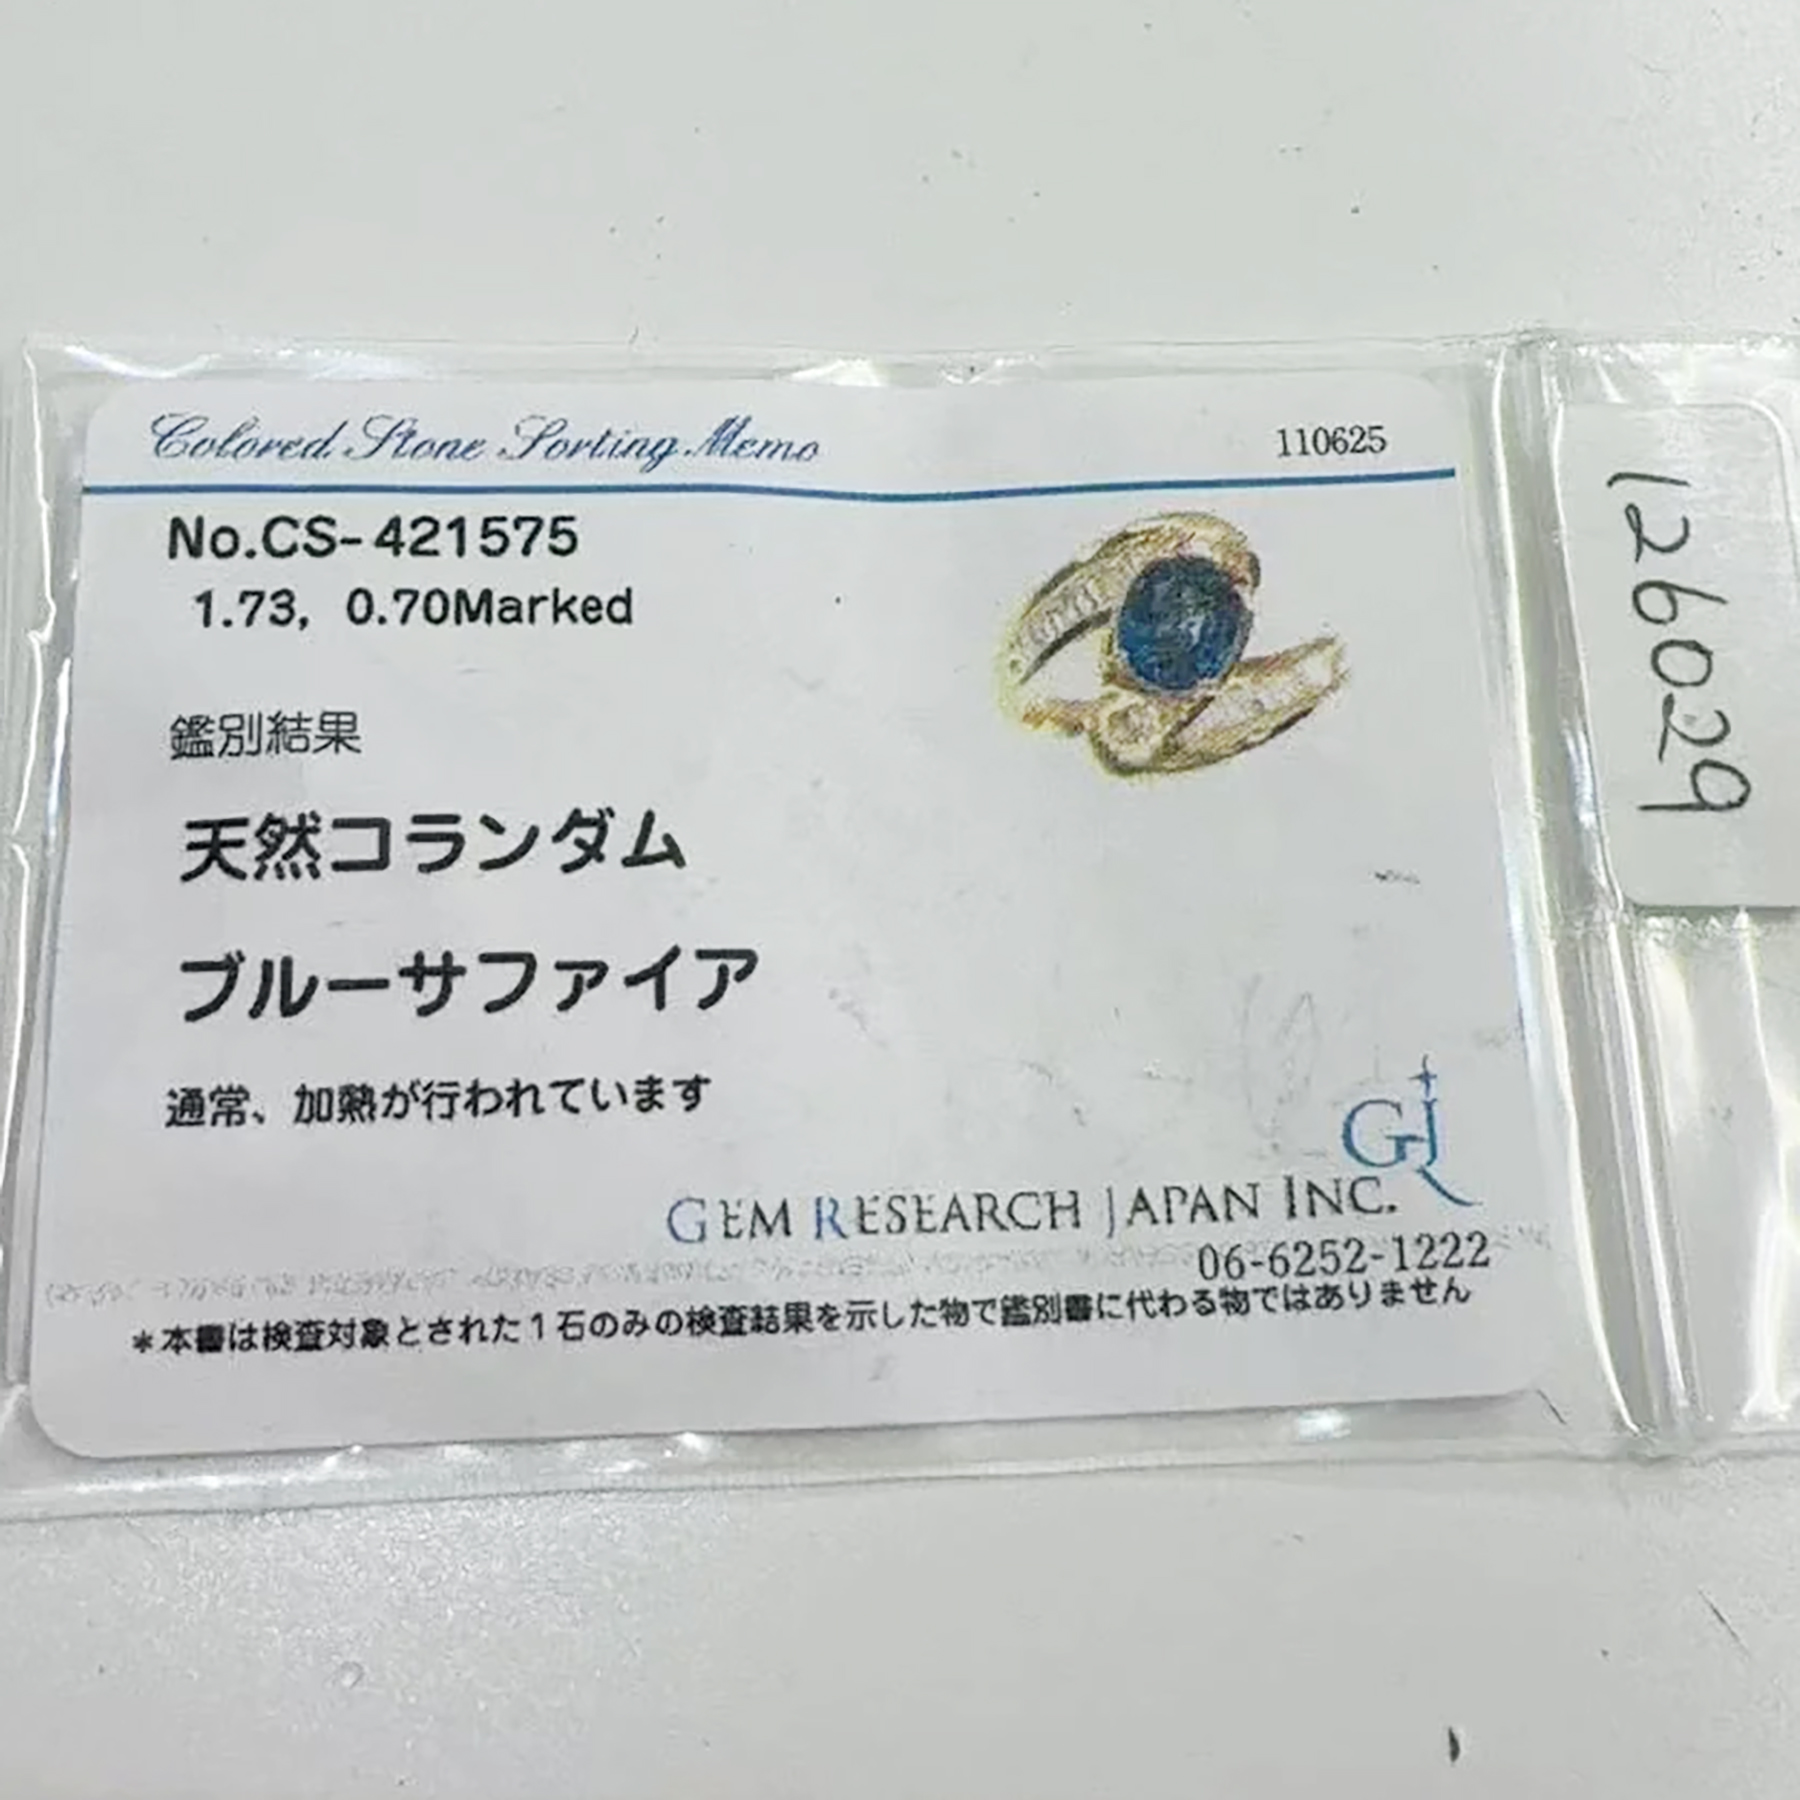 Colored Stone Sorting Memo 110625
No.CS-421575
1.73, 0.70Marked
鑑別結果
天然コランダム
ブルーサファイア
通常、加熱が行われています
GJ
GEM RESEARCH JAPAN INC.
06-6252-1222
*本書は検査対象とされた1石のみの検査結果を示した物で鑑別書に代わる物ではありません
126029